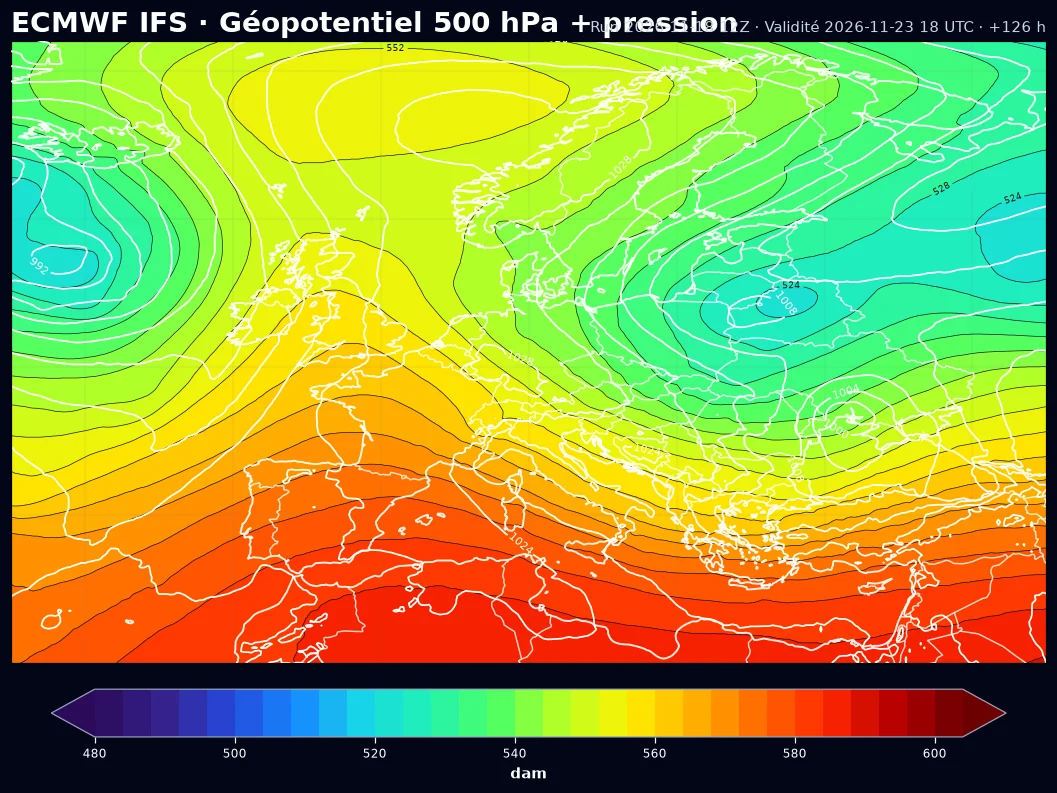 ECMWF IFS · Géopotentiel 500 hPa + pression
Validité 2026-11-23 18 UTC · +126 h
552
1028
528
524
992
524
1008
1028
1004
1024
480 500 520 540 560 580 600
dam